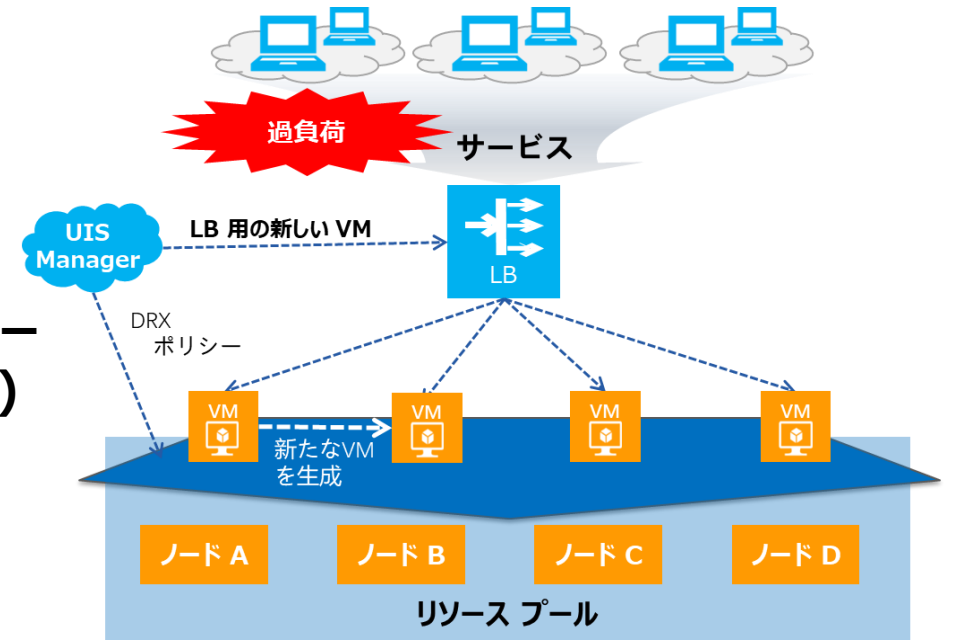 過負荷
サービス
LB 用の新しい VM
UIS
Manager
LB
DRX
ポリシー
ー
)
VM
VM
VM
VM
新たなVM
を生成
ノード A
ノード B
ノード C
ノード D
リソース プール